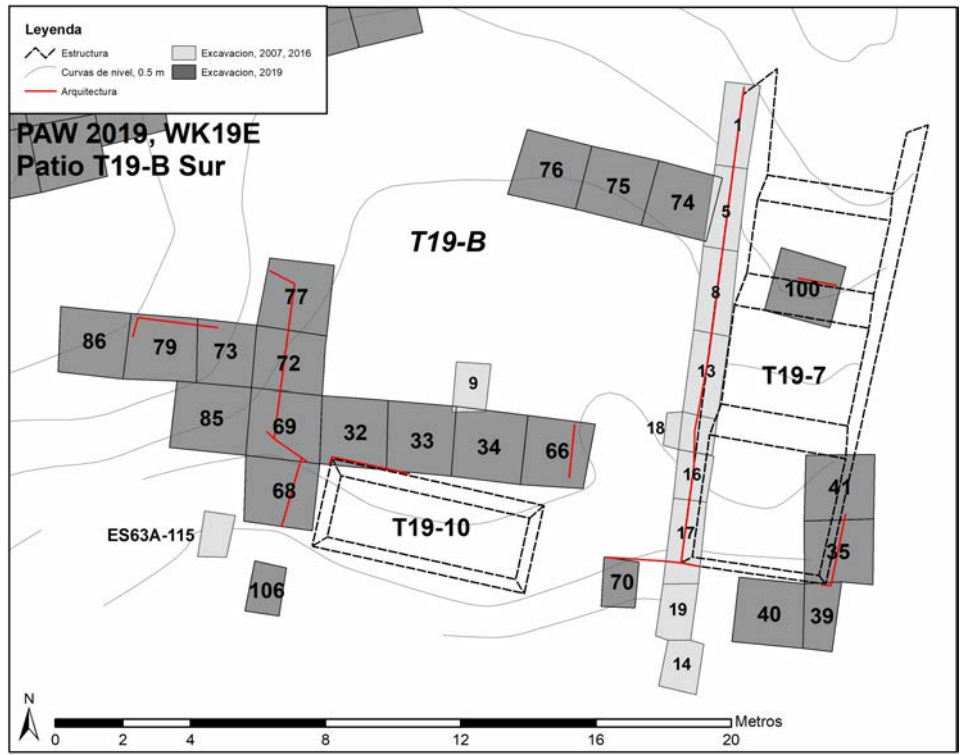 Leyenda
Estructura
Curvas de nivel, 0.5 m
Arquitectura
Excavacion, 2007, 2016
Excavacion, 2019
PAW 2019, WK19E
Patio T19-B Sur
T19-B
1
76
75
74
5
77
8
100
86
79
73
72
13
T19-7
9
85
69
32
33
34
66
18
16
41
68
T19-10
17
35
ES63A-115
106
70
19
40
39
14
N
Metros
0
2
4
8
12
16
20